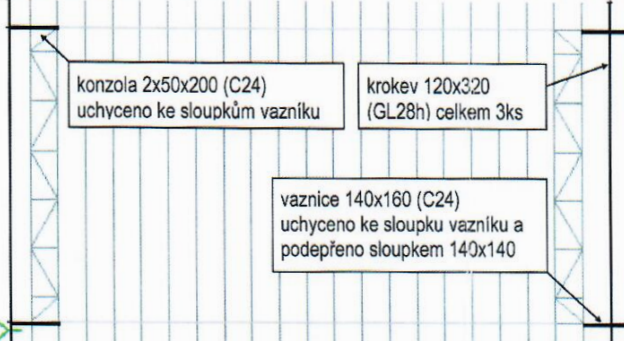 konzola 2x50x200 (C24)
uchyceno ke sloupkům vazníku
krokev 120x320
(GL28h) celkem 3ks
vaznice 140x160 (C24)
uchyceno ke sloupku vazníku a
podepřeno sloupkem 140x140